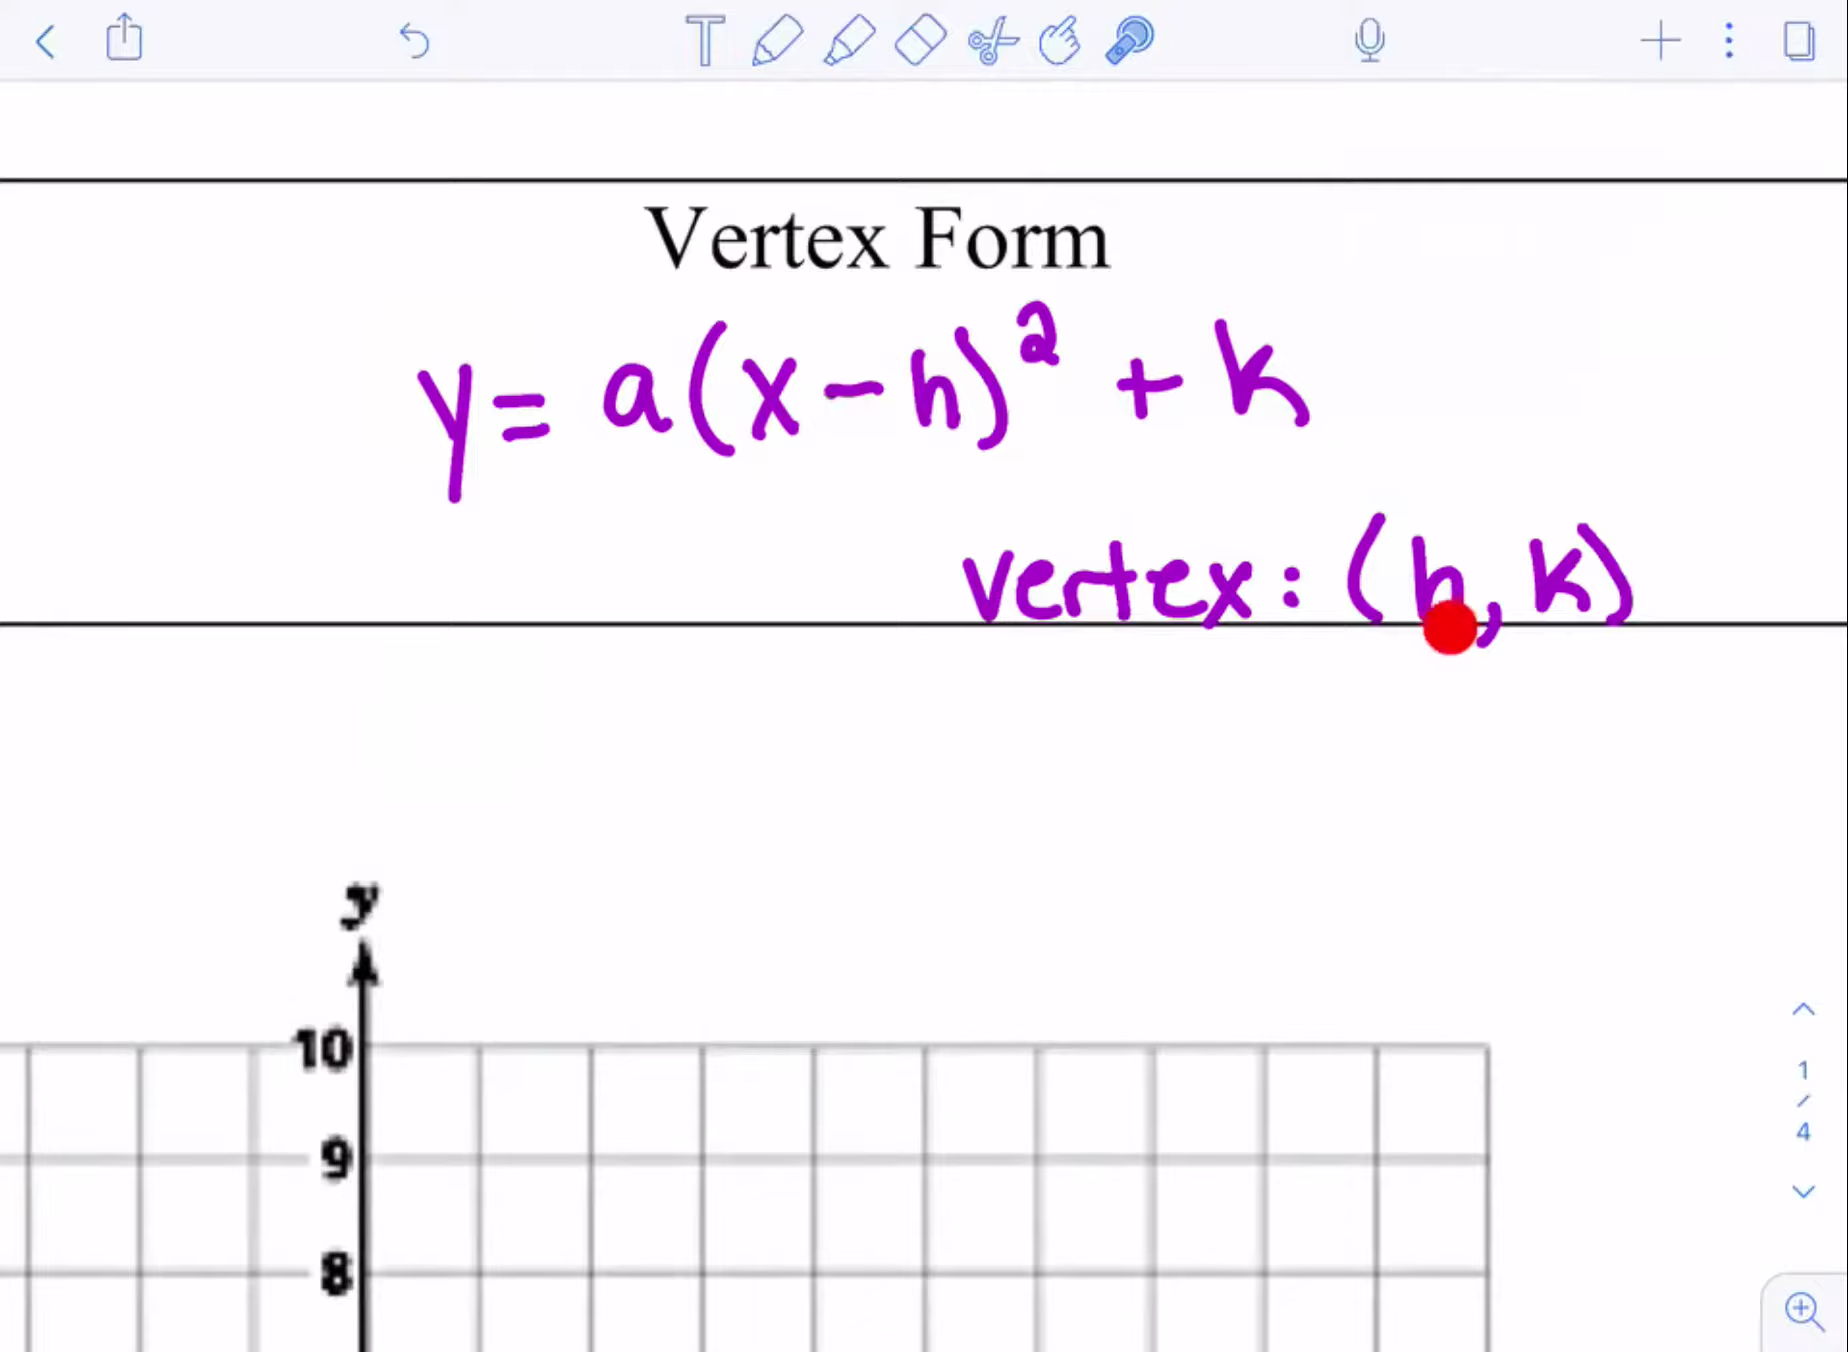 Vertex Form
y = a(x-h)² + k
vertex: (h, k)
y
10
9
8
1
/
4